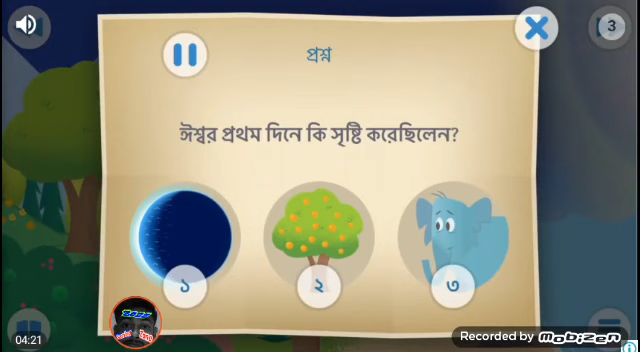 প্রশ্ন
3
ঈশ্বর প্রথম দিনে কি সৃষ্টি করেছিলেন?
১
২
৩
04:21
Recorded by Mobizen